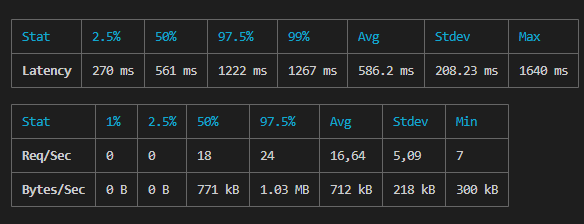 Stat 2.5% 50% 97.5% 99% Avg Stdev Max
Latency 270 ms 561 ms 1222 ms 1267 ms 586.2 ms 208.23 ms 1640 ms
Stat 1% 2.5% 50% 97.5% Avg Stdev Min
Req/Sec 0 0 18 24 16,64 5,09 7
Bytes/Sec 0 B 0 B 771 kB 1.03 MB 712 kB 218 kB 300 kB